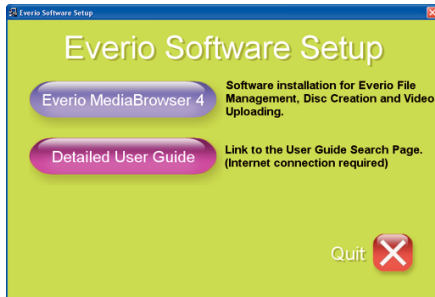 Everio Software Setup
Everio Software Setup
Everio MediaBrowser 4
Software installation for Everio File
Management, Disc Creation and Video
Uploading.
Detailed User Guide
Link to the User Guide Search Page.
(Internet connection required)
Quit